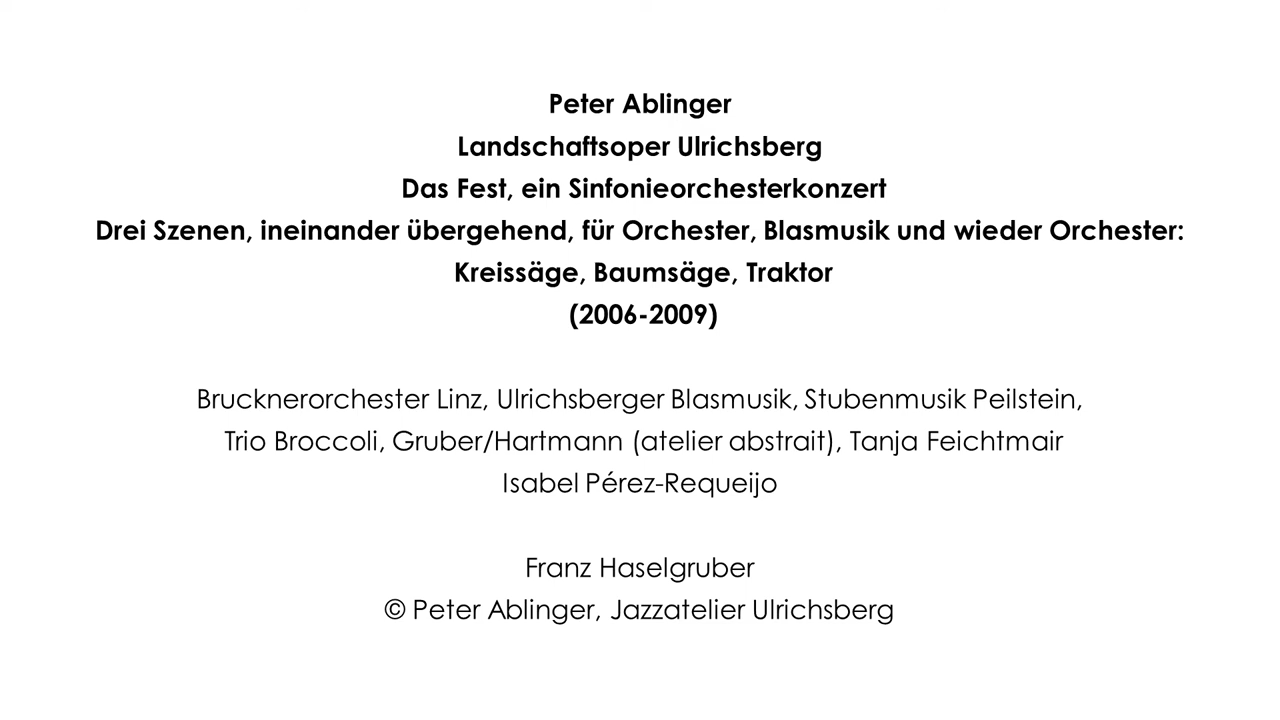 Peter Ablinger
Landschaftsoper Ulrichsberg
Das Fest, ein Sinfonieorchesterkonzert
Drei Szenen, ineinander übergehend, für Orchester, Blasmusik und wieder Orchester:
Kreissäge, Baumsäge, Traktor
(2006-2009)
Brucknerorchester Linz, Ulrichsberger Blasmusik, Stubenmusik Peilstein,
Trio Broccoli, Gruber/Hartmann (atelier abstrait), Tanja Feichtmair
Isabel Pérez-Requeijo
Franz Haselgruber
© Peter Ablinger, Jazzatelier Ulrichsberg